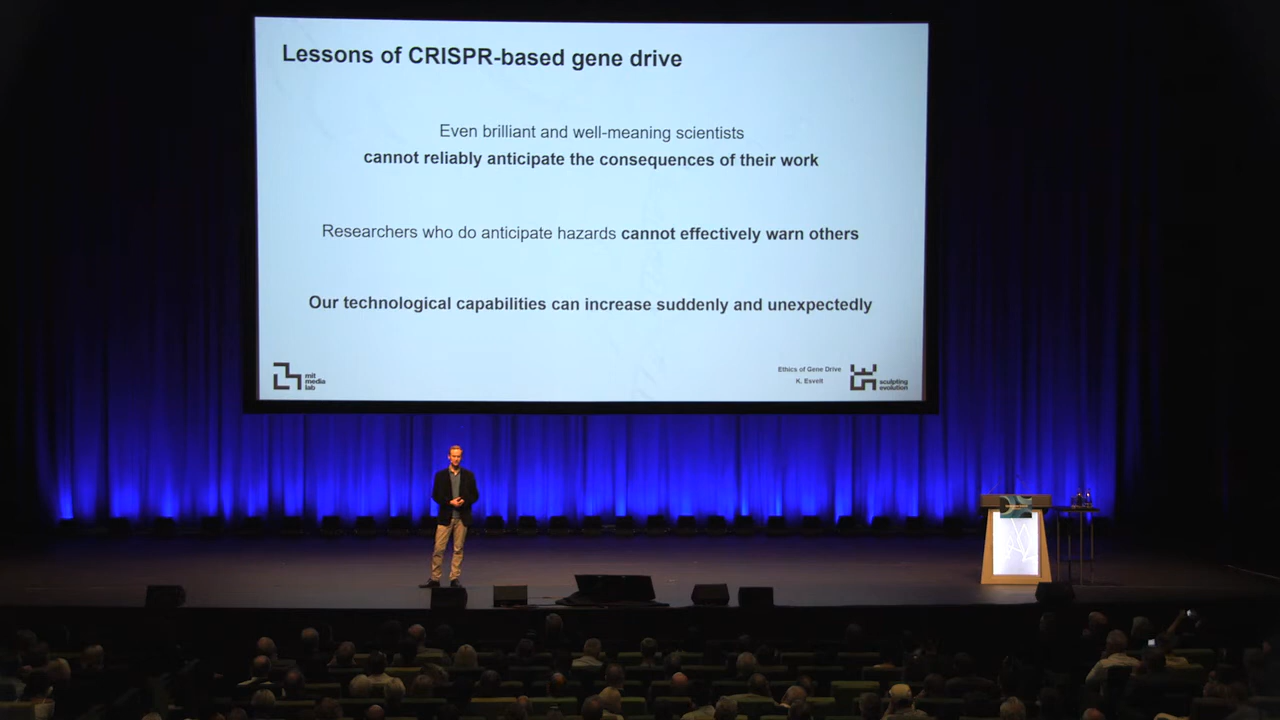 Lessons of CRISPR-based gene drive
Even brilliant and well-meaning scientists
cannot reliably anticipate the consequences of their work
Researchers who do anticipate hazards cannot effectively warn others
Our technological capabilities can increase suddenly and unexpectedly
mit
media
lab
Ethics of Gene Drive
K. Esvelt
sculpting
evolution